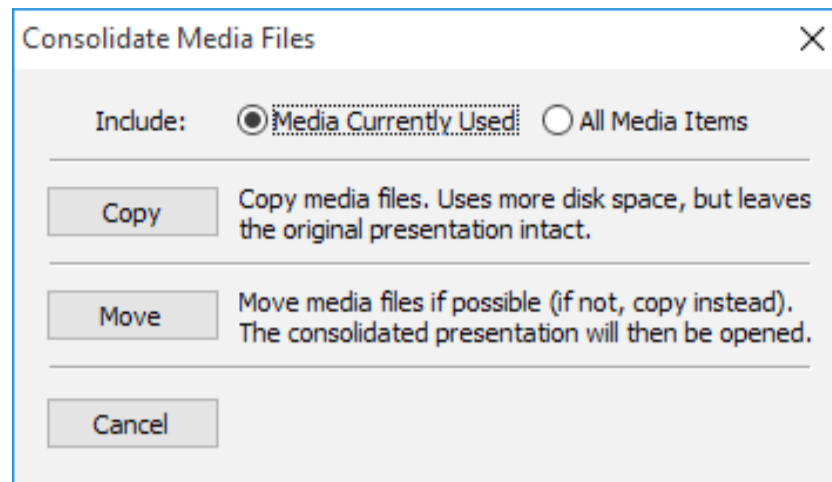 Consolidate Media Files
Include: Media Currently Used All Media Items
Copy Copy media files. Uses more disk space, but leaves
the original presentation intact.
Move Move media files if possible (if not, copy instead).
The consolidated presentation will then be opened.
Cancel